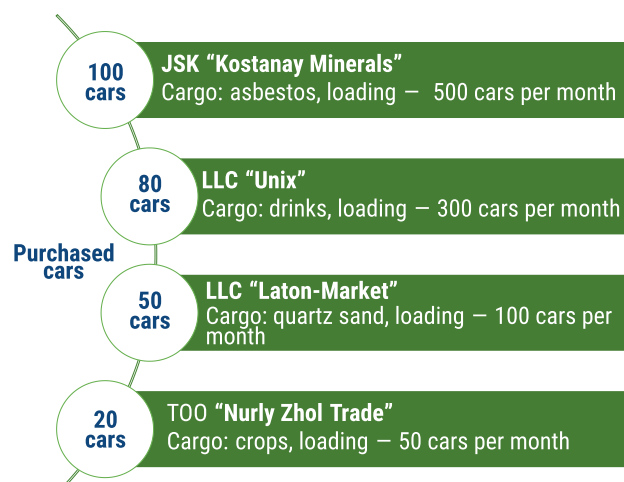 100
cars
JSK “Kostanay Minerals”
Cargo: asbestos, loading — 500 cars per month
80
cars
LLC “Unix”
Cargo: drinks, loading — 300 cars per month
Purchased
cars
50
cars
LLC “Laton-Market”
Cargo: quartz sand, loading — 100 cars per
month
20
cars
TOO “Nurly Zhol Trade”
Cargo: crops, loading — 50 cars per month